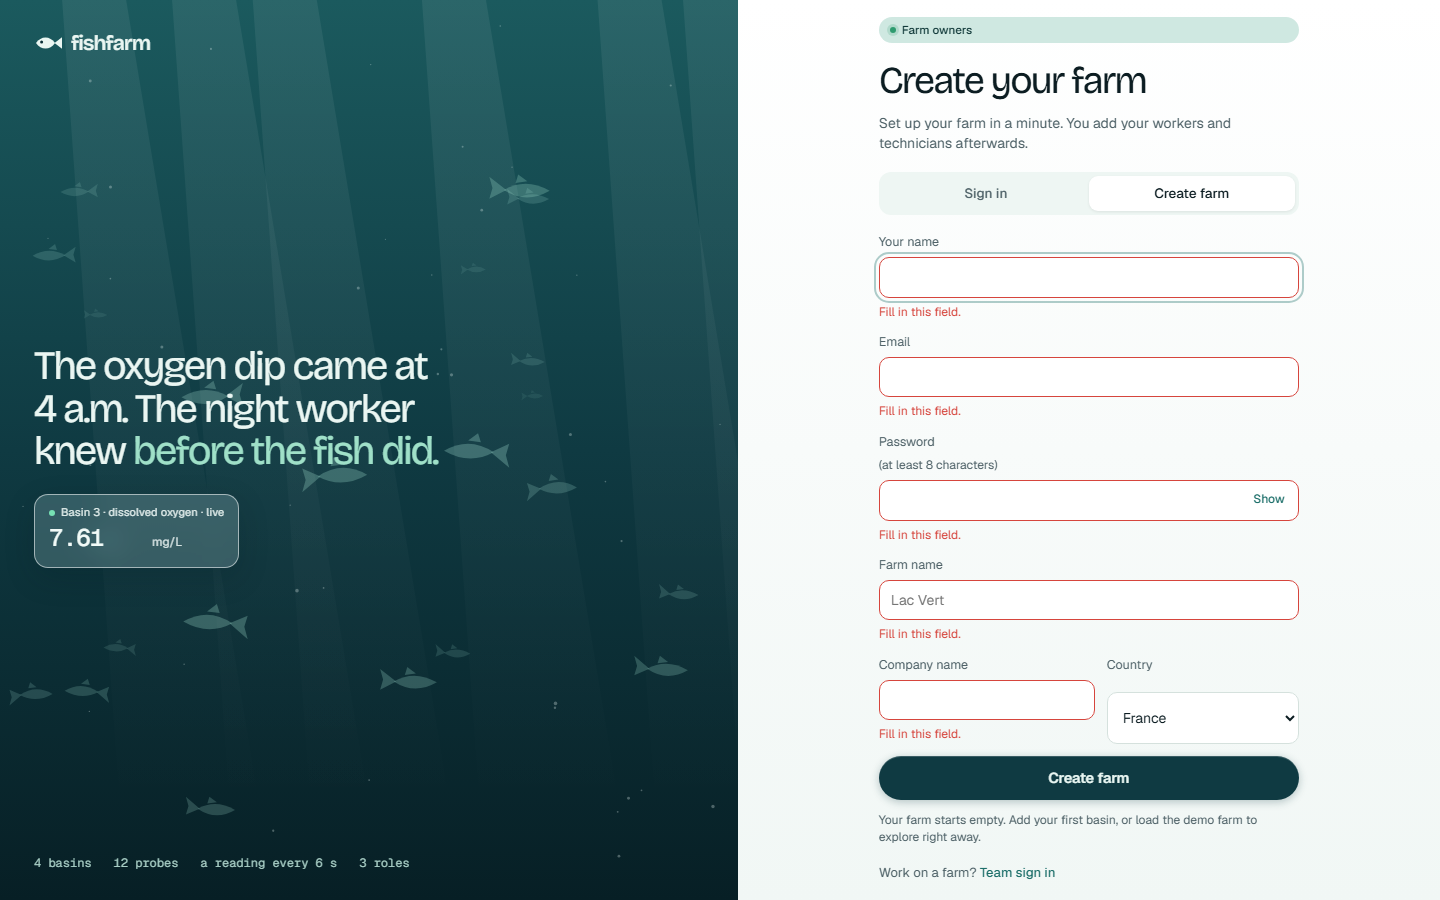 fishfarm
The oxygen dip came at
4 a.m. The night worker
knew before the fish did.
Basin 3 · dissolved oxygen · live
7.61 mg/L
4 basins 12 probes a reading every 6 s 3 roles
Farm owners
Create your farm
Set up your farm in a minute. You add your workers and
technicians afterwards.
Sign in Create farm
Your name
Fill in this field.
Email
Fill in this field.
Password
(at least 8 characters)
Show
Fill in this field.
Farm name
Lac Vert
Fill in this field.
Company name Country
France
Fill in this field.
Create farm
Your farm starts empty. Add your first basin, or load the demo farm to
explore right away.
Work on a farm? Team sign in